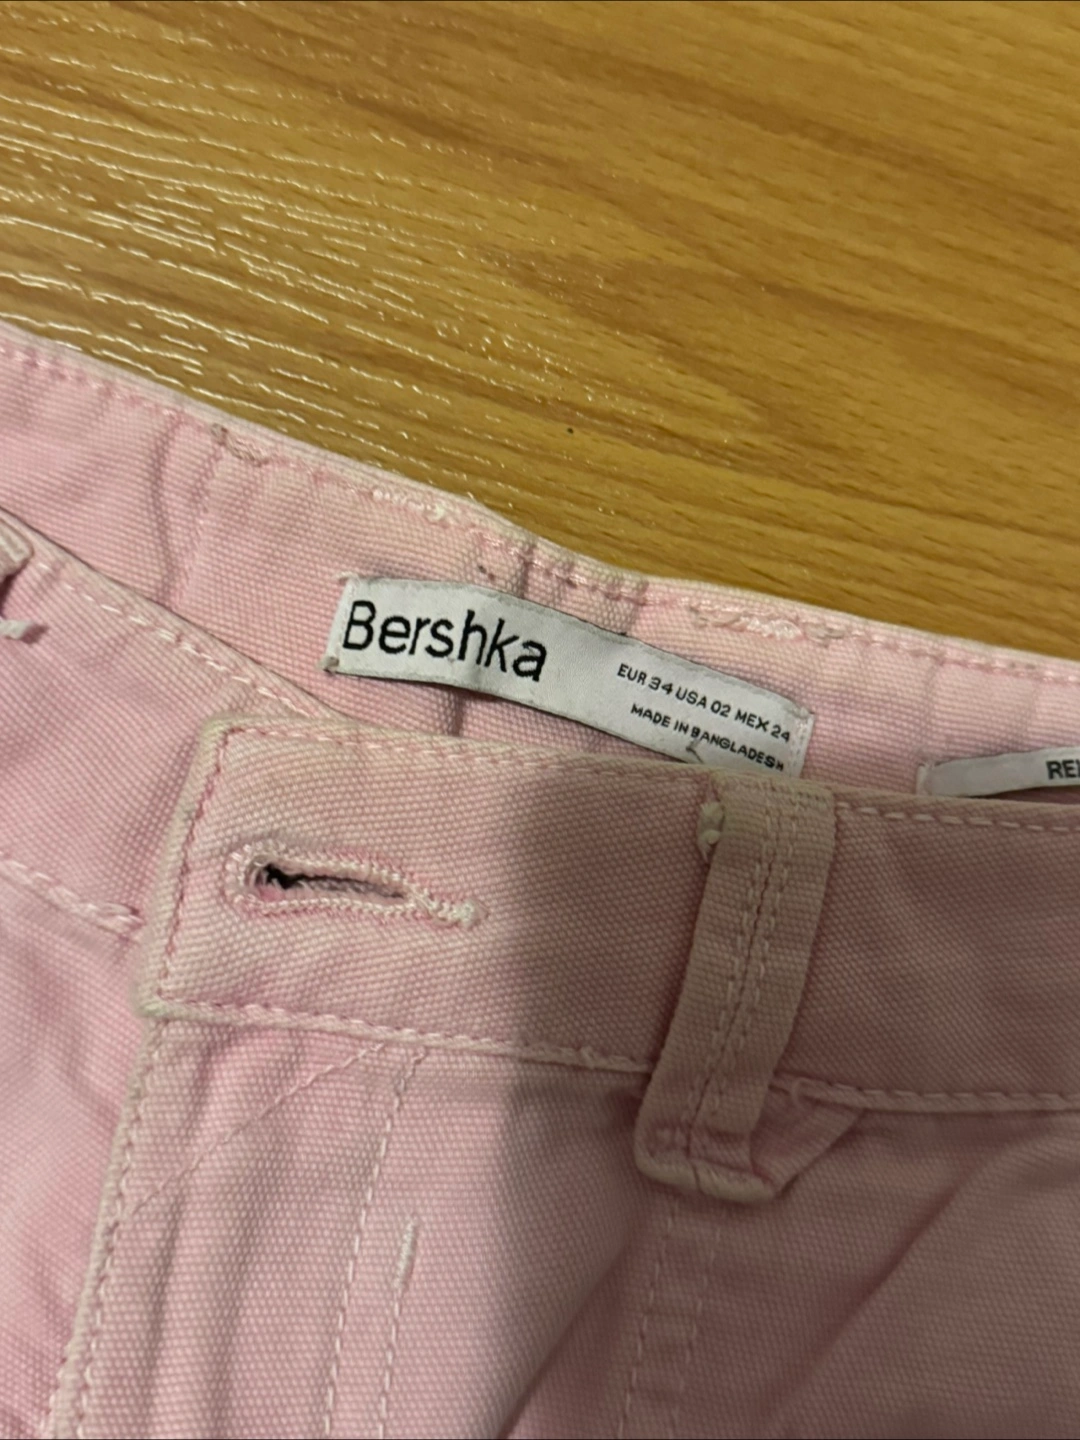 Bershka
EUR 34 USA 02 MEX 24
MADE IN BANGLADESH